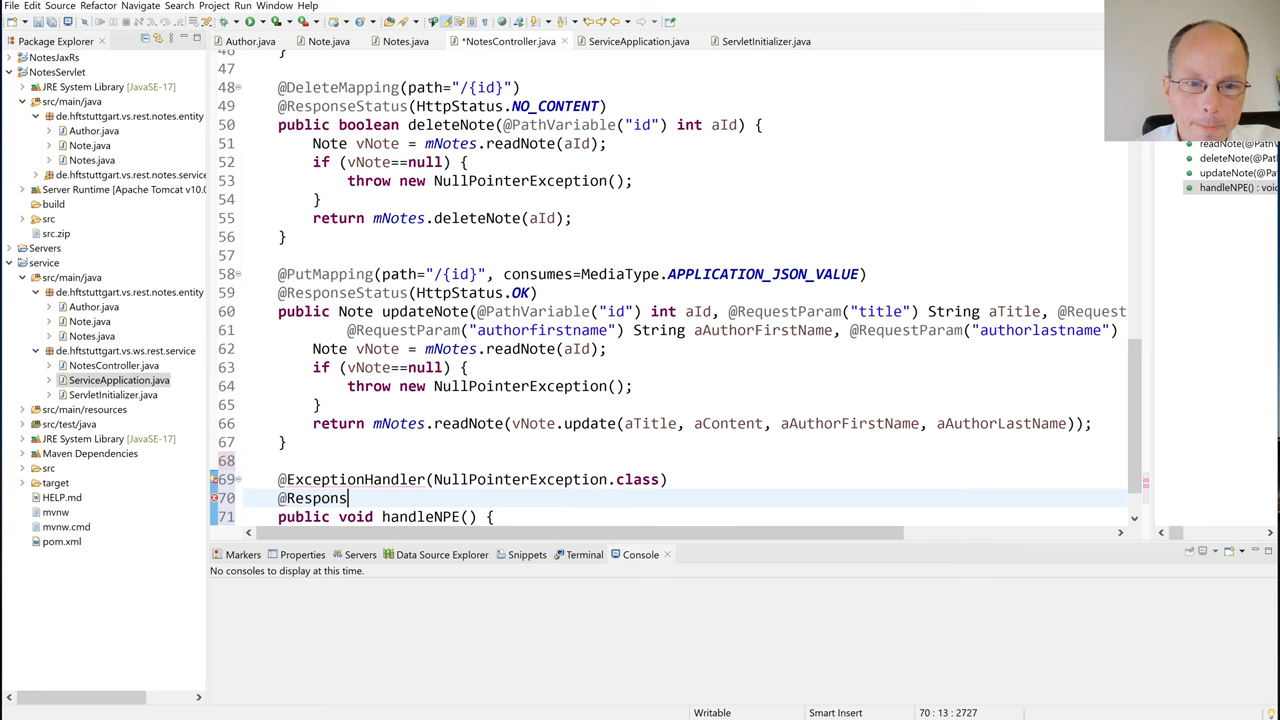 File Edit Source Refactor Navigate Search Project Run Window Help
Package Explorer
Author.java
Note.java
Notes.java
*NotesController.java
ServiceApplication.java
ServletInitializer.java
NotesJaxRs
NotesServlet
JRE System Library [JavaSE-17]
src/main/java
de.hftstuttgart.vs.rest.notes.entity
Author.java
Note.java
Notes.java
de.hftstuttgart.vs.rest.notes.service
Server Runtime [Apache Tomcat v10.0
build
src
src.zip
Servers
service
src/main/java
de.hftstuttgart.vs.rest.notes.entity
Author.java
Note.java
Notes.java
de.hftstuttgart.vs.ws.rest.service
NotesController.java
ServiceApplication.java
ServletInitializer.java
src/main/resources
src/test/java
JRE System Library [JavaSE-17]
Maven Dependencies
src
target
HELP.md
mvnw
mvnw.cmd
pom.xml
46 }
47
48 @DeleteMapping(path="/{id}")
49 @ResponseStatus(HttpStatus.NO_CONTENT)
50 public boolean deleteNote(@PathVariable("id") int aId) {
51 Note vNote = mNotes.readNote(aId);
52 if (vNote==null) {
53 throw new NullPointerException();
54 }
55 return mNotes.deleteNote(aId);
56 }
57
58 @PutMapping(path="/{id}", consumes=MediaType.APPLICATION_JSON_VALUE)
59 @ResponseStatus(HttpStatus.OK)
60 public Note updateNote(@PathVariable("id") int aId, @RequestParam("title") String aTitle, @Request
61 @RequestParam("authorfirstname") String aAuthorFirstName, @RequestParam("authorlastname")
62 Note vNote = mNotes.readNote(aId);
63 if (vNote==null) {
64 throw new NullPointerException();
65 }
66 return mNotes.readNote(vNote.update(aTitle, aContent, aAuthorFirstName, aAuthorLastName));
67 }
68
69 @ExceptionHandler(NullPointerException.class)
70 @Respons
71 public void handleNPE() {
readNote(@PathV
deleteNote(@Pat
updateNote(@Pa
handleNPE() : voi
Markers
Properties
Servers
Data Source Explorer
Snippets
Terminal
Console
No consoles to display at this time.
Writable
Smart Insert
70 : 13 : 2727